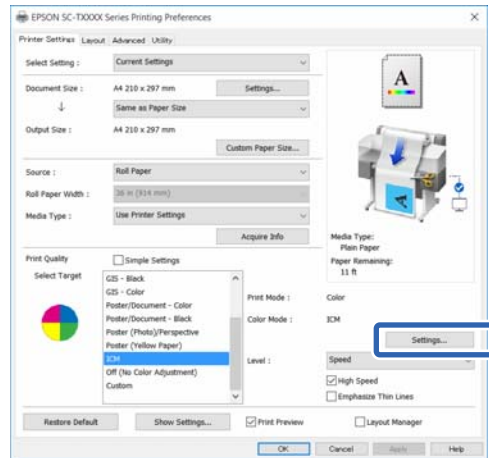 EPSON SC-TXXXX Series Printing Preferences
Printer Settings Layout Advanced Utility
Select Setting : Current Settings
Document Size : A4 210 x 297 mm Settings...
Same as Paper Size
Output Size : A4 210 x 297 mm
Custom Paper Size...
Source : Roll Paper
Roll Paper Width : 36 in (914 mm)
Media Type : Use Printer Settings
Acquire Info
A
Media Type:
Plain Paper
Paper Remaining:
11 ft
Print Quality Simple Settings
Select Target
GIS - Black
GIS - Color
Poster/Document - Color
Poster/Document - Black
Poster (Photo)/Perspective
Poster (Yellow Paper)
ICM
Off (No Color Adjustment)
Custom
Print Mode : Color
Color Mode : ICM
Settings...
Level : Speed
High Speed
Emphasize Thin Lines
Restore Default Show Settings... Print Preview Layout Manager
OK Cancel Apply Help